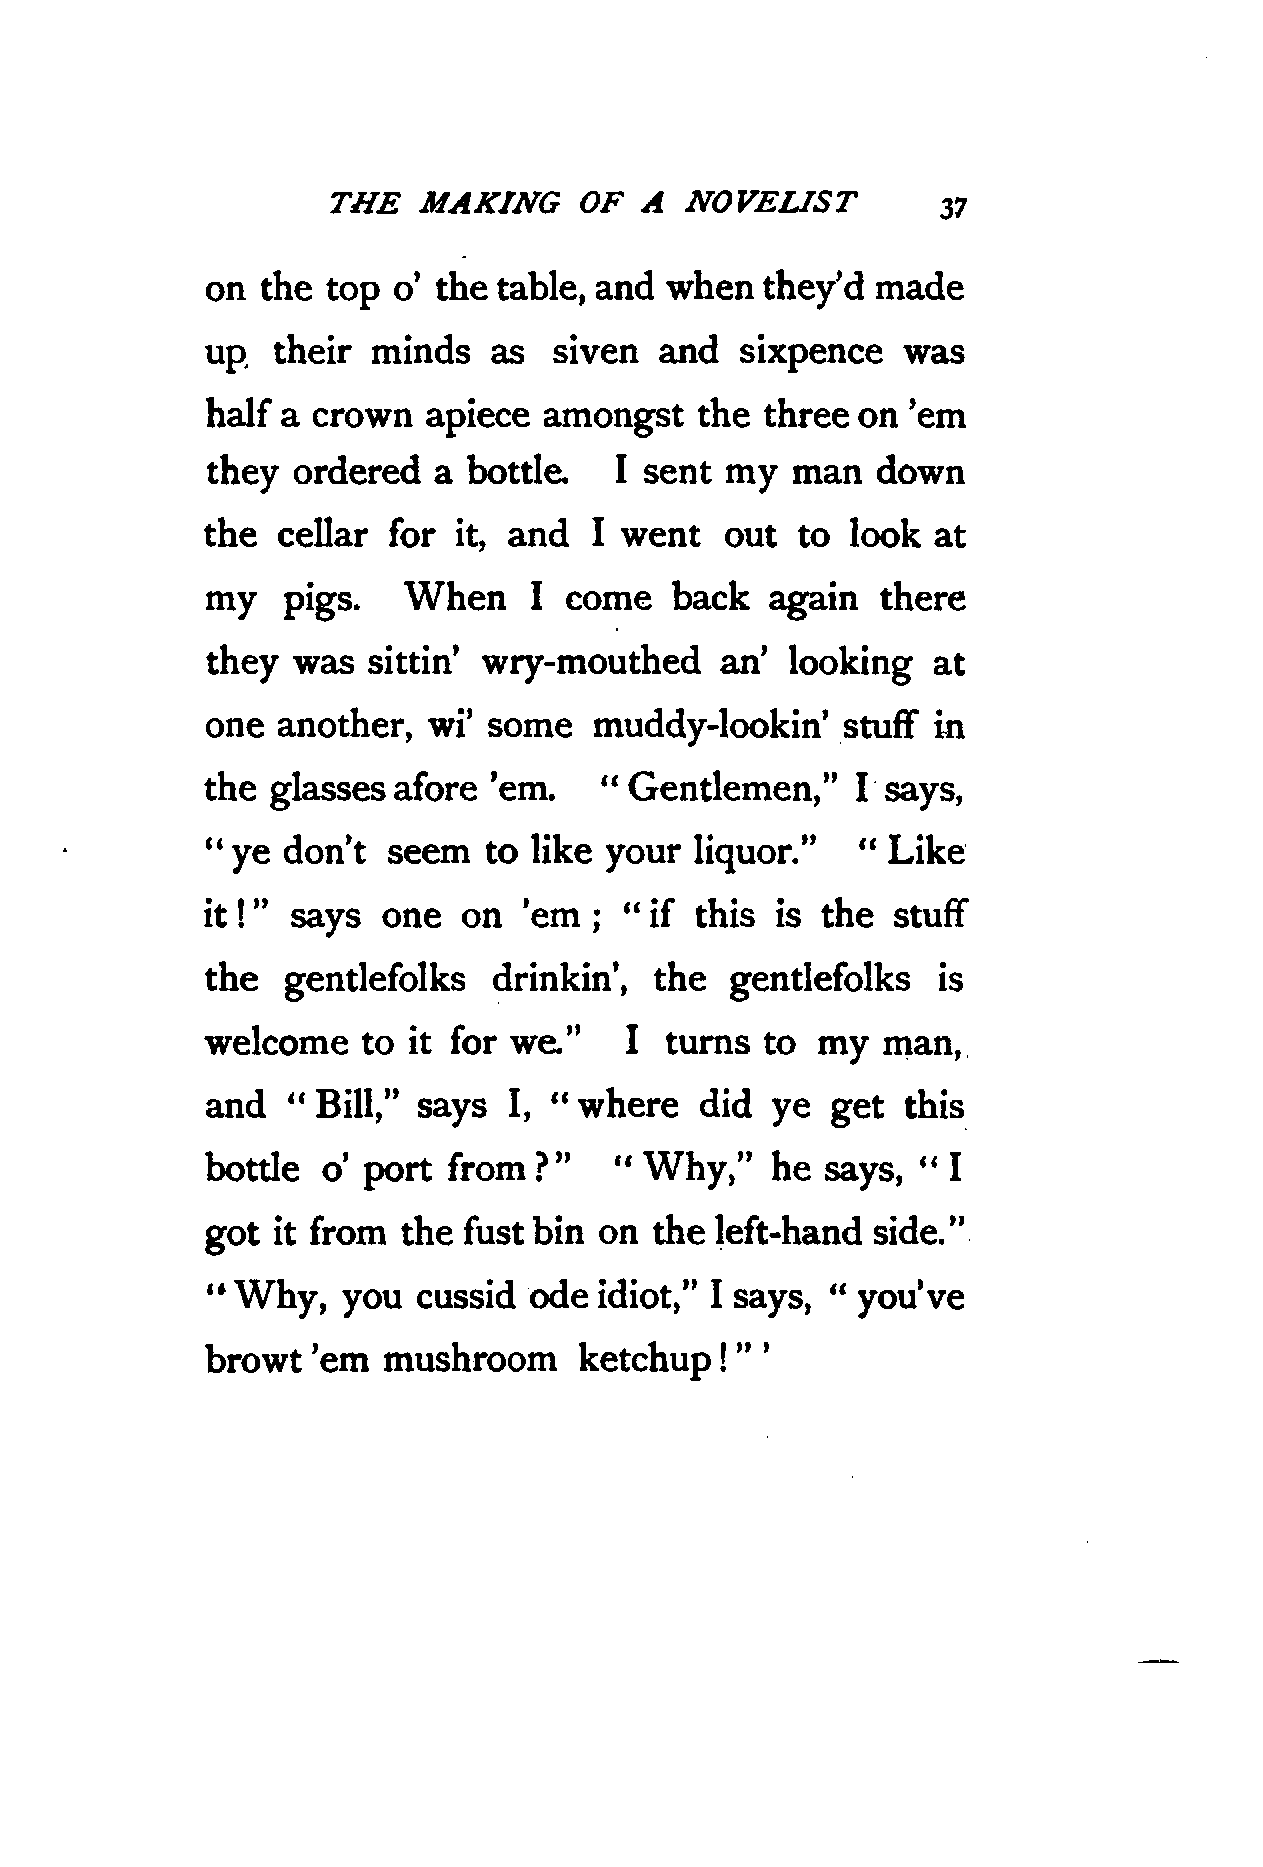 THE MAKING OF A NOVELIST 37
on the top o' the table, and when they'd made
up their minds as siven and sixpence was
half a crown apiece amongst the three on 'em
they ordered a bottle. I sent my man down
the cellar for it, and I went out to look at
my pigs. When I come back again there
they was sittin' wry-mouthed an' looking at
one another, wi' some muddy-lookin' stuff in
the glasses afore 'em. "Gentlemen," I says,
"ye don't seem to like your liquor." "Like
it!" says one on 'em; "if this is the stuff
the gentlefolks drinkin', the gentlefolks is
welcome to it for we." I turns to my man,
and "Bill," says I, "where did ye get this
bottle o' port from?" "Why," he says, "I
got it from the fust bin on the left-hand side."
"Why, you cussid ode idiot," I says, "you've
browt 'em mushroom ketchup!"'